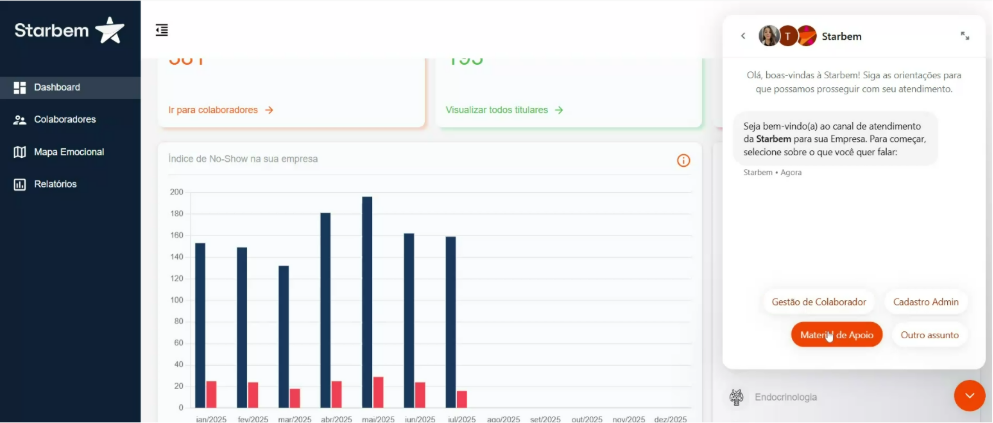 Starbem
Dashboard
Colaboradores
Mapa Emocional
Relatórios
Ir para colaboradores
Visualizar todos titulares
Índice de No-Show na sua empresa
200
180
160
140
120
100
80
60
40
20
0
jan/2025 fev/2025 mar/2025 abr/2025 mai/2025 jun/2025 jul/2025 ago/2025 set/2025 out/2025 nov/2025 dez/2025
T
Starbem
Olá, boas-vindas à Starbem! Siga as orientações para
que possamos prosseguir com seu atendimento.
Seja bem-vindo(a) ao canal de atendimento
da Starbem para sua Empresa. Para começar,
selecione sobre o que você quer falar:
Starbem • Agora
Gestão de Colaborador
Cadastro Admin
Material de Apoio
Outro assunto
Endocrinologia